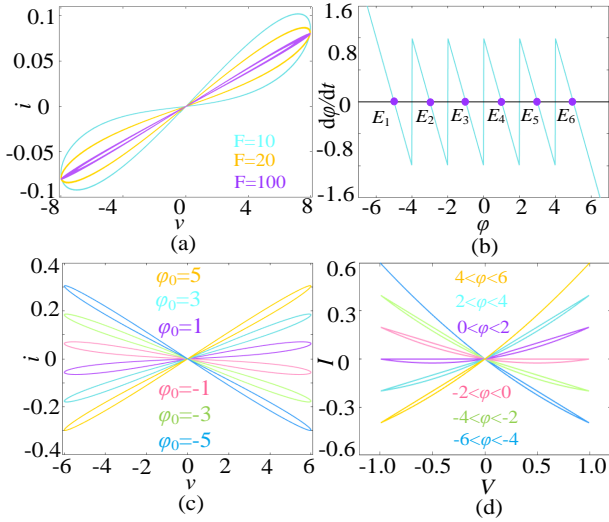 0.1
0.05
0
-0.05
-0.1
i
F=10
F=20
F=100
-8
-4
0
4
8
v
(a)
1.6
0.8
0
-0.8
-1.6
dφ/dt
E1 E2 E3 E4 E5 E6
-6 -4 -2 0 2 4 6
φ
(b)
0.4
0.2
0
-0.2
-0.4
i
φ0=5
φ0=3
φ0=1
φ0=-1
φ0=-3
φ0=-5
-6 -4 -2 0 2 4 6
v
(c)
0.6
0.3
0
-0.3
-0.6
I
4<φ<6
2<φ<4
0<φ<2
-2<φ<0
-4<φ<-2
-6<φ<-4
-1.0 -0.5 0 0.5 1.0
V
(d)